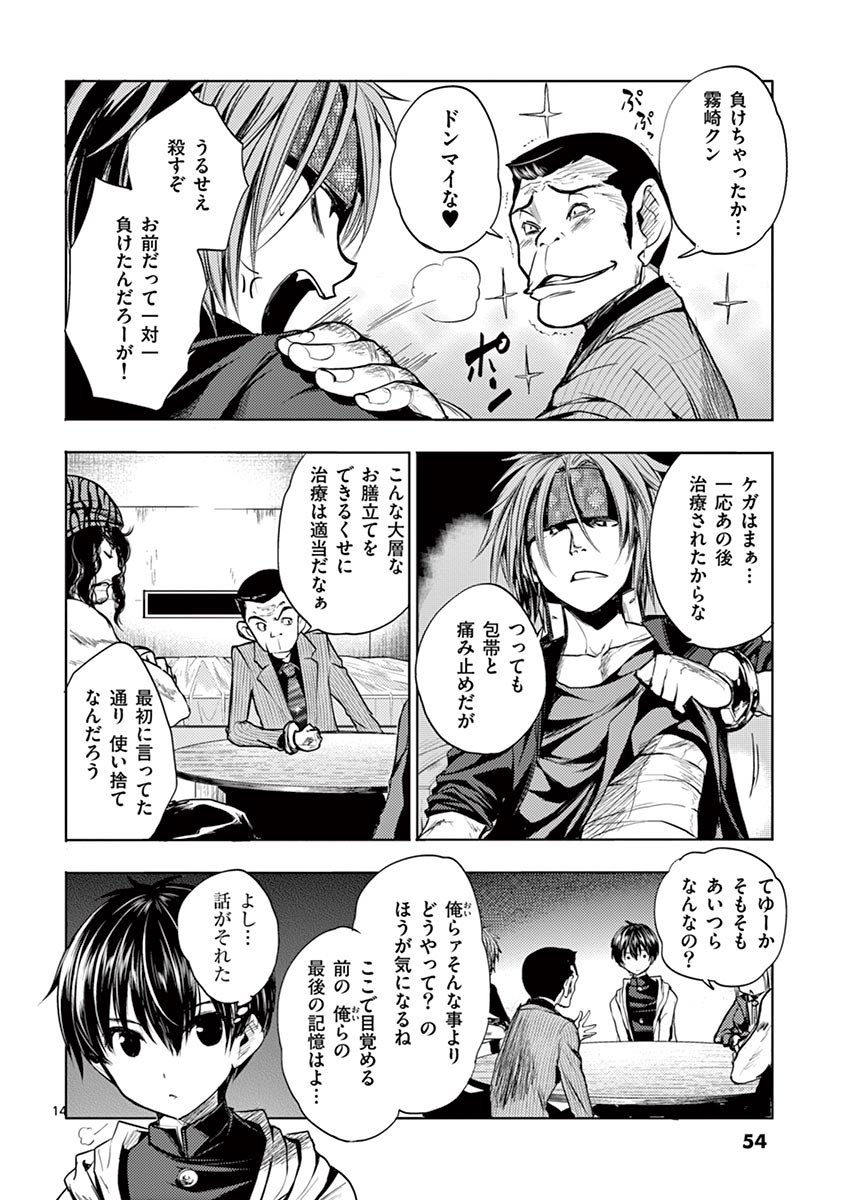 負けちゃったか…
霧崎クン
ぷぷっ
ドンマイな♥
ポン
うるせえ
殺すぞ
お前だって一対一
負けたんだろーが！
ケガはまぁ…
一応あの後
治療されたからな
つっても
包帯と
痛み止めだが
こんな大層な
お膳立てを
できるくせに
治療は適当だなぁ
最初に言ってた
通り 使い捨て
なんだろう
てゆーか
そもそも
あいつら
なんなの？
俺らァそんな事より
おい
どうやって？の
ほうが気になるね
ここで目覚める
前の 俺らの
おい
最後の記憶はよ…
よし…
話がそれた
14
54